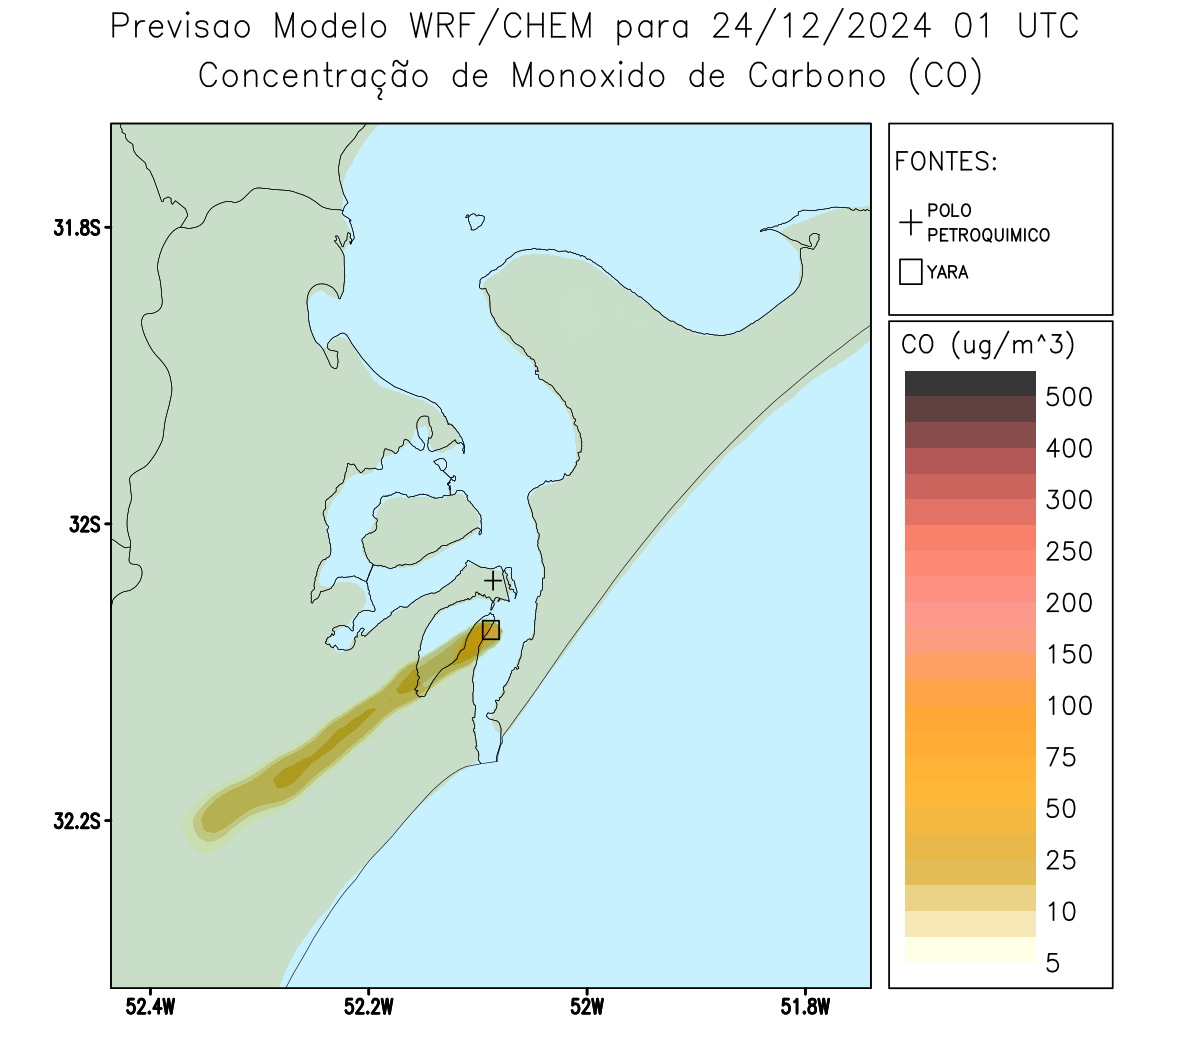 Previsao Modelo WRF/CHEM para 24/12/2024 01 UTC
Concentração de Monoxido de Carbono (CO)
FONTES:
POLO
PETROQUIMICO
YARA
CO (ug/m^3)
500
400
300
250
200
150
100
75
50
25
10
5
31.8S
32S
32.2S
52.4W
52.2W
52W
51.8W